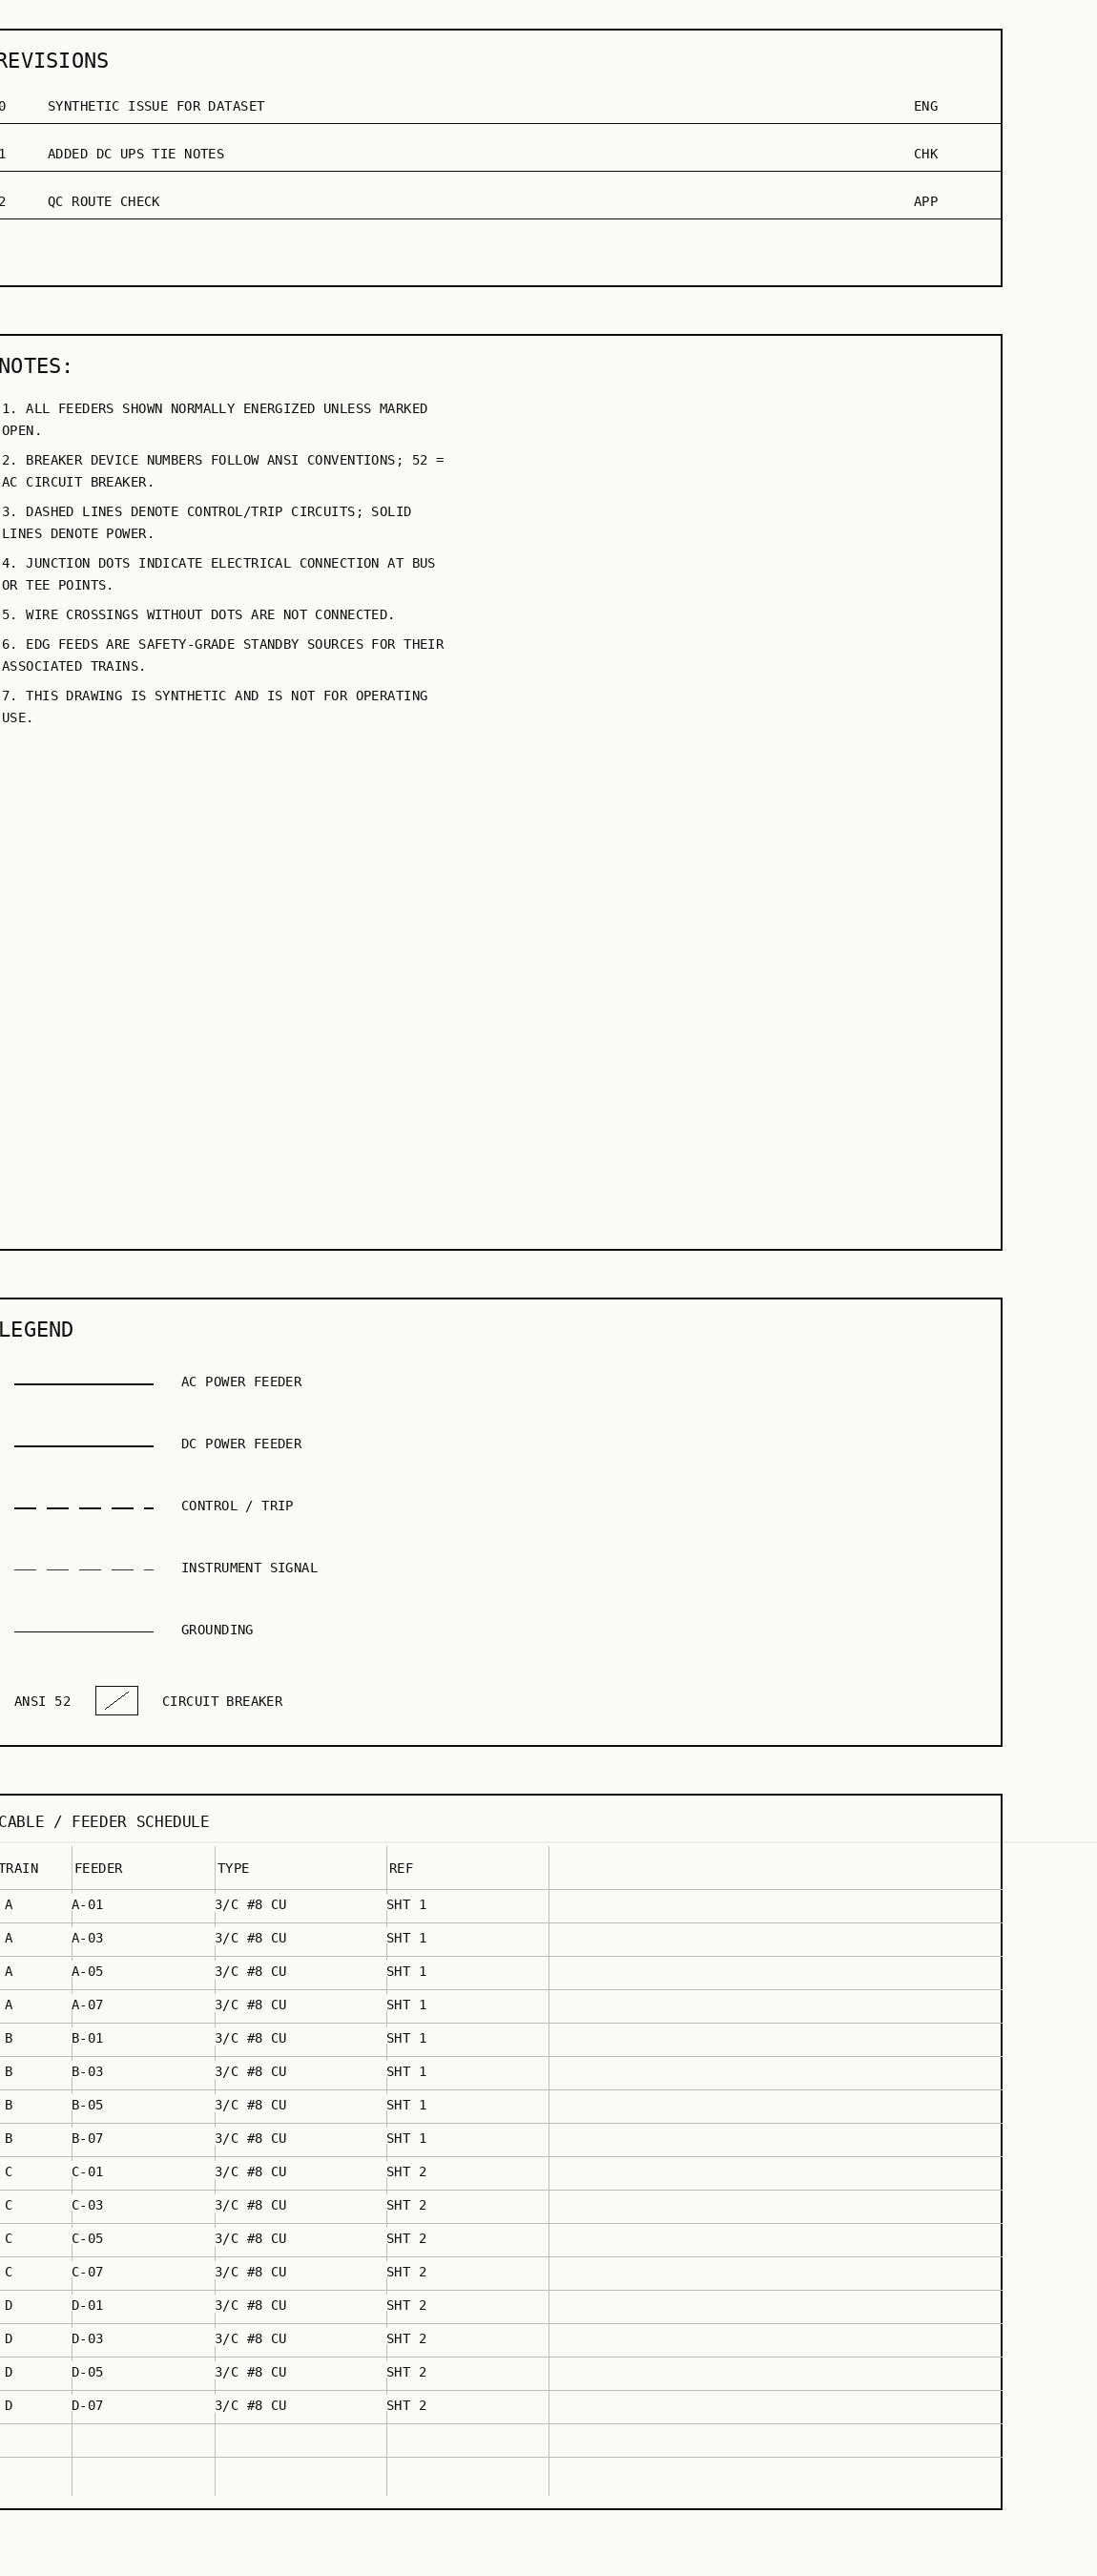 REVISIONS
0 SYNTHETIC ISSUE FOR DATASET ENG
1 ADDED DC UPS TIE NOTES CHK
2 QC ROUTE CHECK APP
NOTES:
1. ALL FEEDERS SHOWN NORMALLY ENERGIZED UNLESS MARKED
OPEN.
2. BREAKER DEVICE NUMBERS FOLLOW ANSI CONVENTIONS; 52 =
AC CIRCUIT BREAKER.
3. DASHED LINES DENOTE CONTROL/TRIP CIRCUITS; SOLID
LINES DENOTE POWER.
4. JUNCTION DOTS INDICATE ELECTRICAL CONNECTION AT BUS
OR TEE POINTS.
5. WIRE CROSSINGS WITHOUT DOTS ARE NOT CONNECTED.
6. EDG FEEDS ARE SAFETY-GRADE STANDBY SOURCES FOR THEIR
ASSOCIATED TRAINS.
7. THIS DRAWING IS SYNTHETIC AND IS NOT FOR OPERATING
USE.
LEGEND
AC POWER FEEDER
DC POWER FEEDER
CONTROL / TRIP
INSTRUMENT SIGNAL
GROUNDING
ANSI 52 CIRCUIT BREAKER
CABLE / FEEDER SCHEDULE
TRAIN FEEDER TYPE REF
A A-01 3/C #8 CU SHT 1
A A-03 3/C #8 CU SHT 1
A A-05 3/C #8 CU SHT 1
A A-07 3/C #8 CU SHT 1
B B-01 3/C #8 CU SHT 1
B B-03 3/C #8 CU SHT 1
B B-05 3/C #8 CU SHT 1
B B-07 3/C #8 CU SHT 1
C C-01 3/C #8 CU SHT 2
C C-03 3/C #8 CU SHT 2
C C-05 3/C #8 CU SHT 2
C C-07 3/C #8 CU SHT 2
D D-01 3/C #8 CU SHT 2
D D-03 3/C #8 CU SHT 2
D D-05 3/C #8 CU SHT 2
D D-07 3/C #8 CU SHT 2